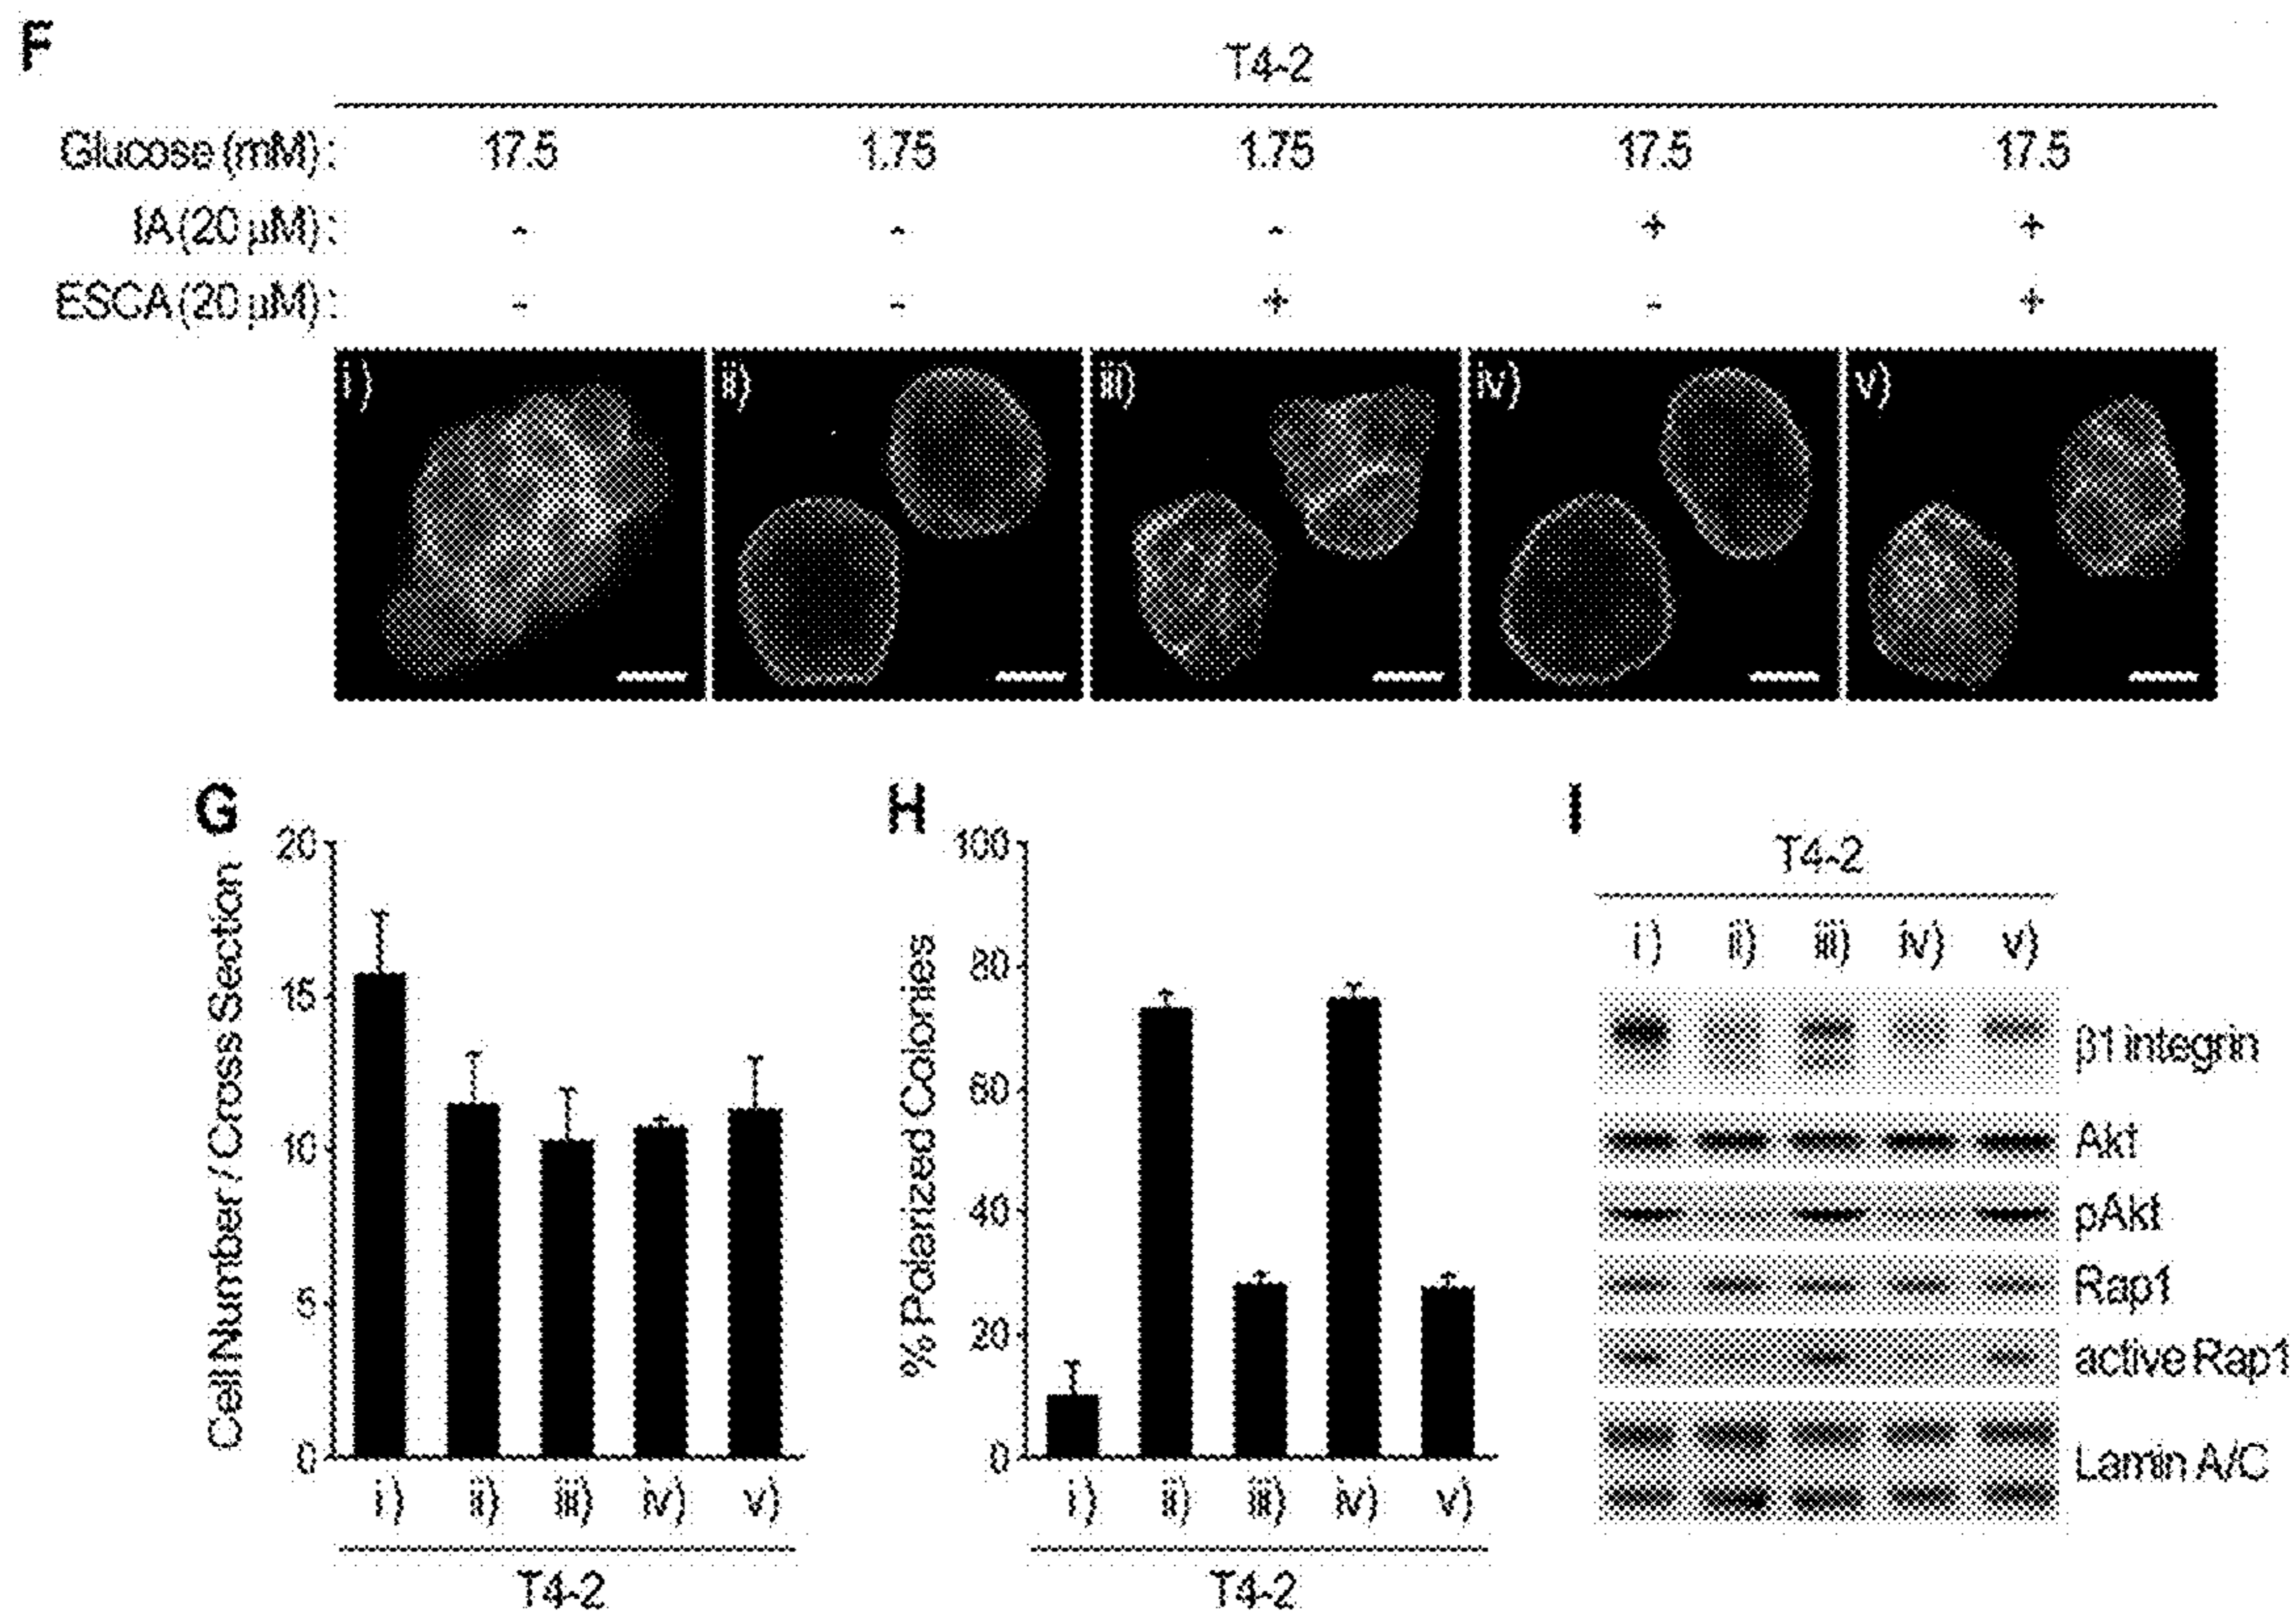 F
T4-2
Glucose (mM): 17.5 1.75 1.75 17.5 17.5
IA (20 µM): - - - + +
ESCA (20 µM): - - + - +
i) ii) iii) iv) v)
G
Cell Number / Cross Section
20
15
10
5
0
i) ii) iii) iv) v)
T4-2
H
% Polarized Colonies
100
80
60
40
20
0
i) ii) iii) iv) v)
T4-2
I
T4-2
i) ii) iii) iv) v)
β1 integrin
Akt
pAkt
Rap1
active Rap1
Lamin A/C